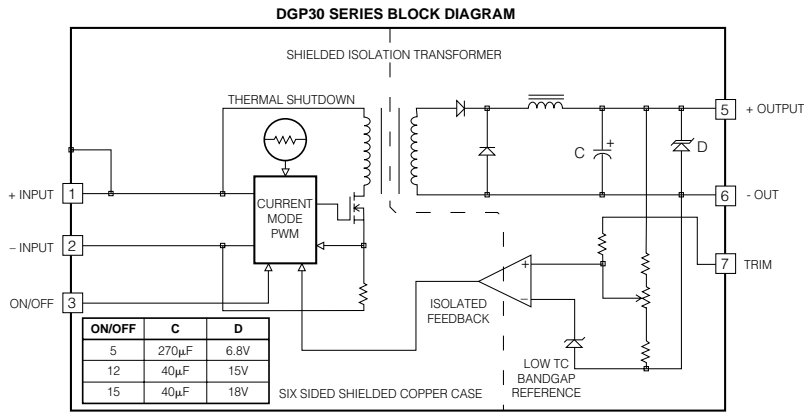 DGP30 SERIES BLOCK DIAGRAM
SHIELDED ISOLATION TRANSFORMER
THERMAL SHUTDOWN
5
+ OUTPUT
C
+
D
+ INPUT
1
CURRENT
MODE
PWM
6
- OUT
– INPUT
2
+
7
TRIM
ON/OFF
3
–
ISOLATED
FEEDBACK
LOW TC
BANDGAP
REFERENCE
ON/OFF C D
5 270µF 6.8V
12 40µF 15V
15 40µF 18V
SIX SIDED SHIELDED COPPER CASE